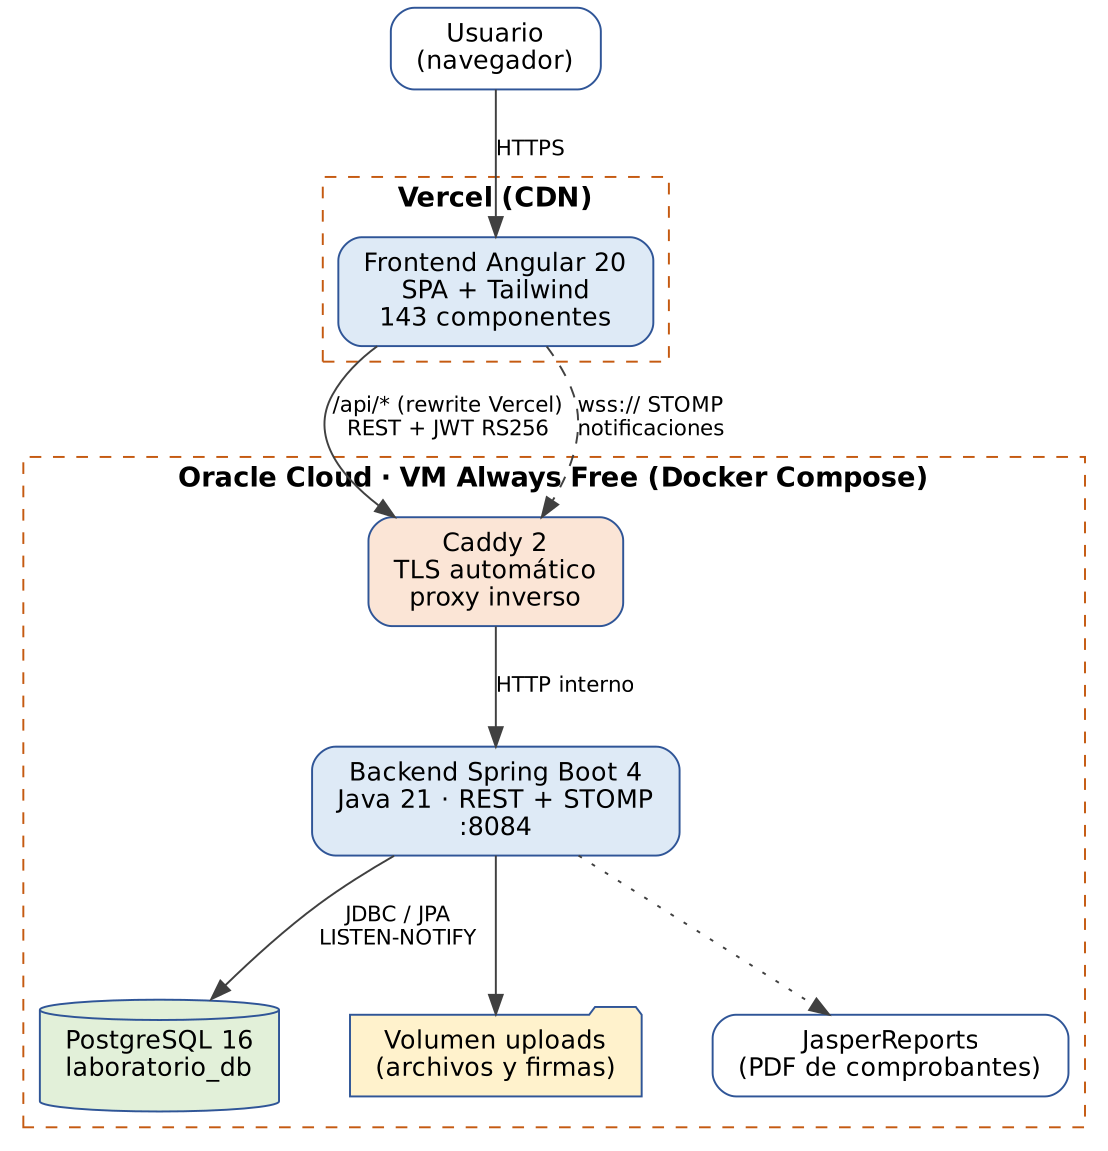 Usuario
(navegador)
HTTPS
Vercel (CDN)
Frontend Angular 20
SPA + Tailwind
143 componentes
/api/* (rewrite Vercel)
REST + JWT RS256
wss:// STOMP
notificaciones
Oracle Cloud · VM Always Free (Docker Compose)
Caddy 2
TLS automático
proxy inverso
HTTP interno
Backend Spring Boot 4
Java 21 · REST + STOMP
:8084
JDBC / JPA
LISTEN-NOTIFY
PostgreSQL 16
laboratorio_db
Volumen uploads
(archivos y firmas)
JasperReports
(PDF de comprobantes)